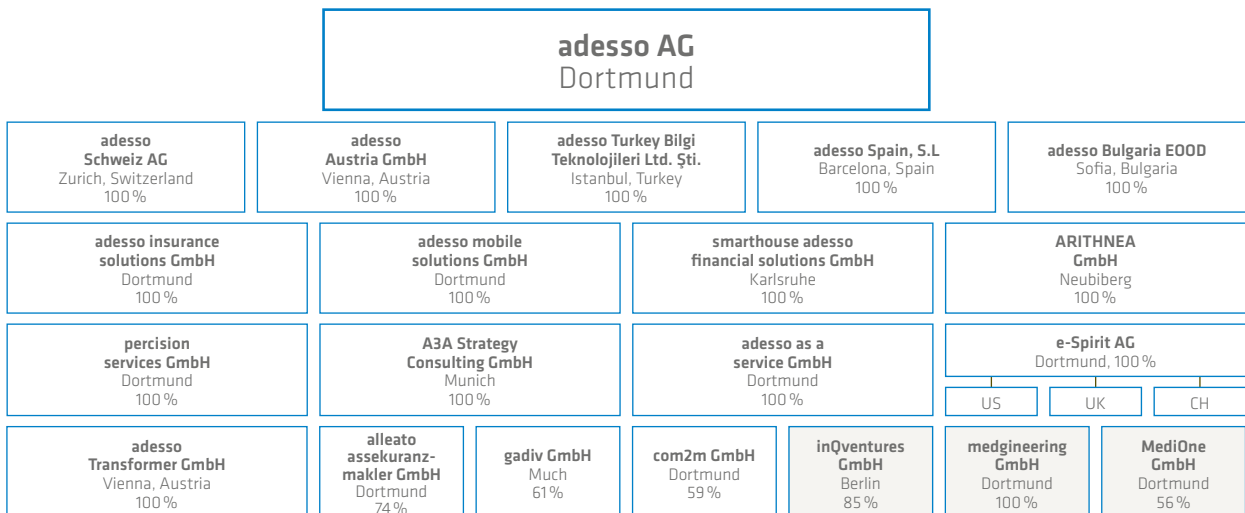 adesso AG
Dortmund
adesso
Schweiz AG
Zurich, Switzerland
100 %
adesso
Austria GmbH
Vienna, Austria
100 %
adesso Turkey Bilgi
Teknolojileri Ltd. Şti.
Istanbul, Turkey
100 %
adesso Spain, S.L
Barcelona, Spain
100 %
adesso Bulgaria EOOD
Sofia, Bulgaria
100 %
adesso insurance
solutions GmbH
Dortmund
100 %
adesso mobile
solutions GmbH
Dortmund
100 %
smarthouse adesso
financial solutions GmbH
Karlsruhe
100 %
ARITHNEA
GmbH
Neubiberg
100 %
percision
services GmbH
Dortmund
100 %
A3A Strategy
Consulting GmbH
Munich
100 %
adesso as a
service GmbH
Dortmund
100 %
e-Spirit AG
Dortmund, 100 %
US
UK
CH
adesso
Transformer GmbH
Vienna, Austria
100 %
alleato
assekuranz-
makler GmbH
Dortmund
74 %
gadiv GmbH
Much
61 %
com2m GmbH
Dortmund
59 %
inQventures
GmbH
Berlin
85 %
medgineering
GmbH
Dortmund
100 %
MediOne
GmbH
Dortmund
56 %